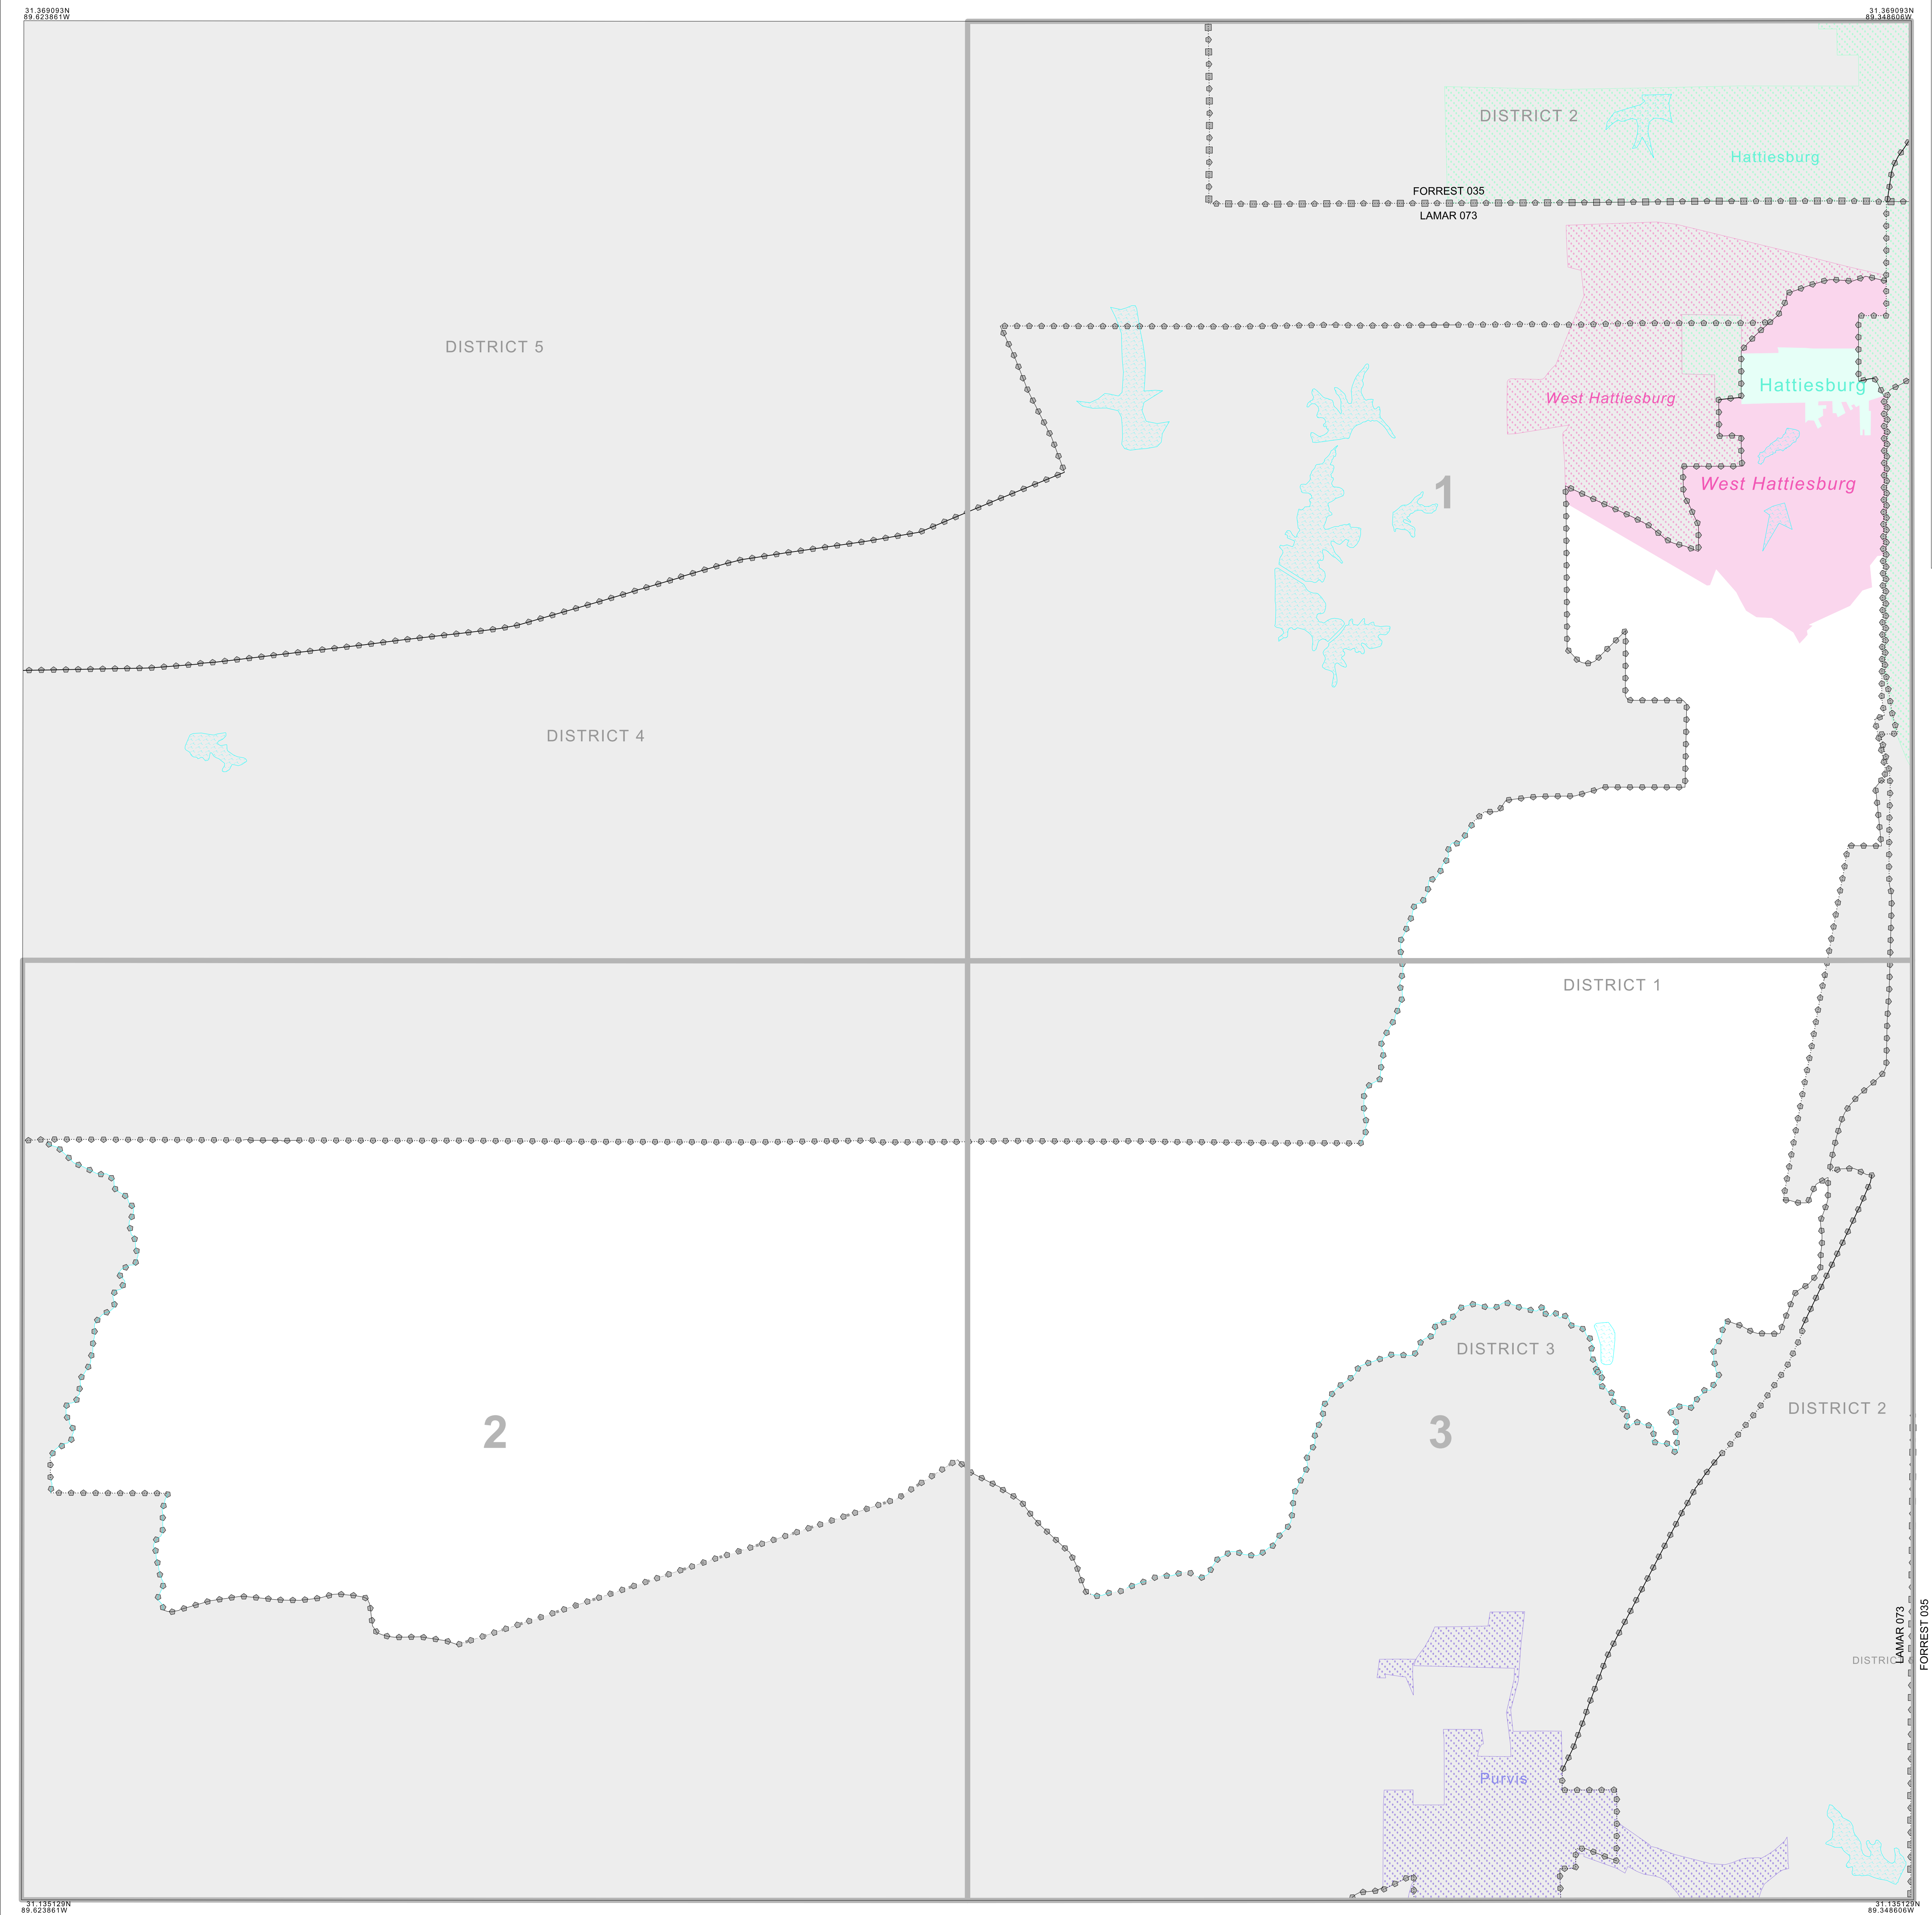 31.369093N
89.623861W
31.369093N
89.348606W
DISTRICT 2
Hattiesburg
FORREST 035
LAMAR 073
DISTRICT 5
Hattiesburg
West Hattiesburg
West Hattiesburg
1
DISTRICT 4
DISTRICT 1
DISTRICT 3
DISTRICT 2
2
3
LAMAR 073
FORREST 035
DISTRIC
Purvis
31.135129N
89.623861W
31.135129N
89.348606W